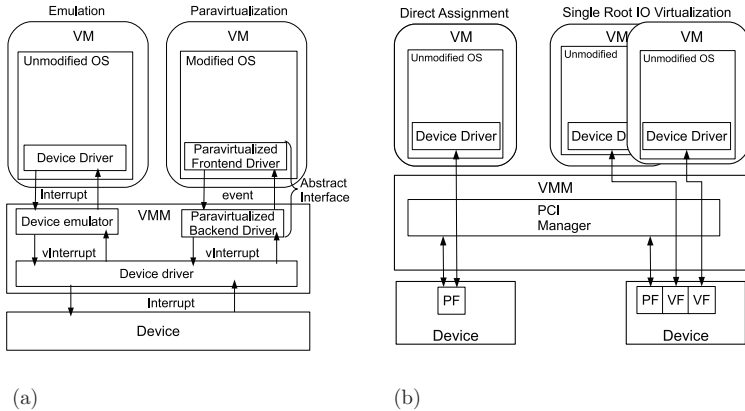 Emulation
Paravirtualization
VM
VM
Unmodified OS
Modified OS
Device Driver
Paravirtualized
Frontend Driver
Abstract
Interface
Interrupt
event
Device emulator
VMM
Paravirtualized
Backend Driver
vInterrupt
vInterrupt
Device driver
Interrupt
Device
(a)
Direct Assignment
Single Root IO Virtualization
VM
VM
VM
Unmodified OS
Unmodified
Unmodified OS
Device Driver
Device D
Device Driver
VMM
PCI
Manager
PF
PF
VF
VF
Device
Device
(b)